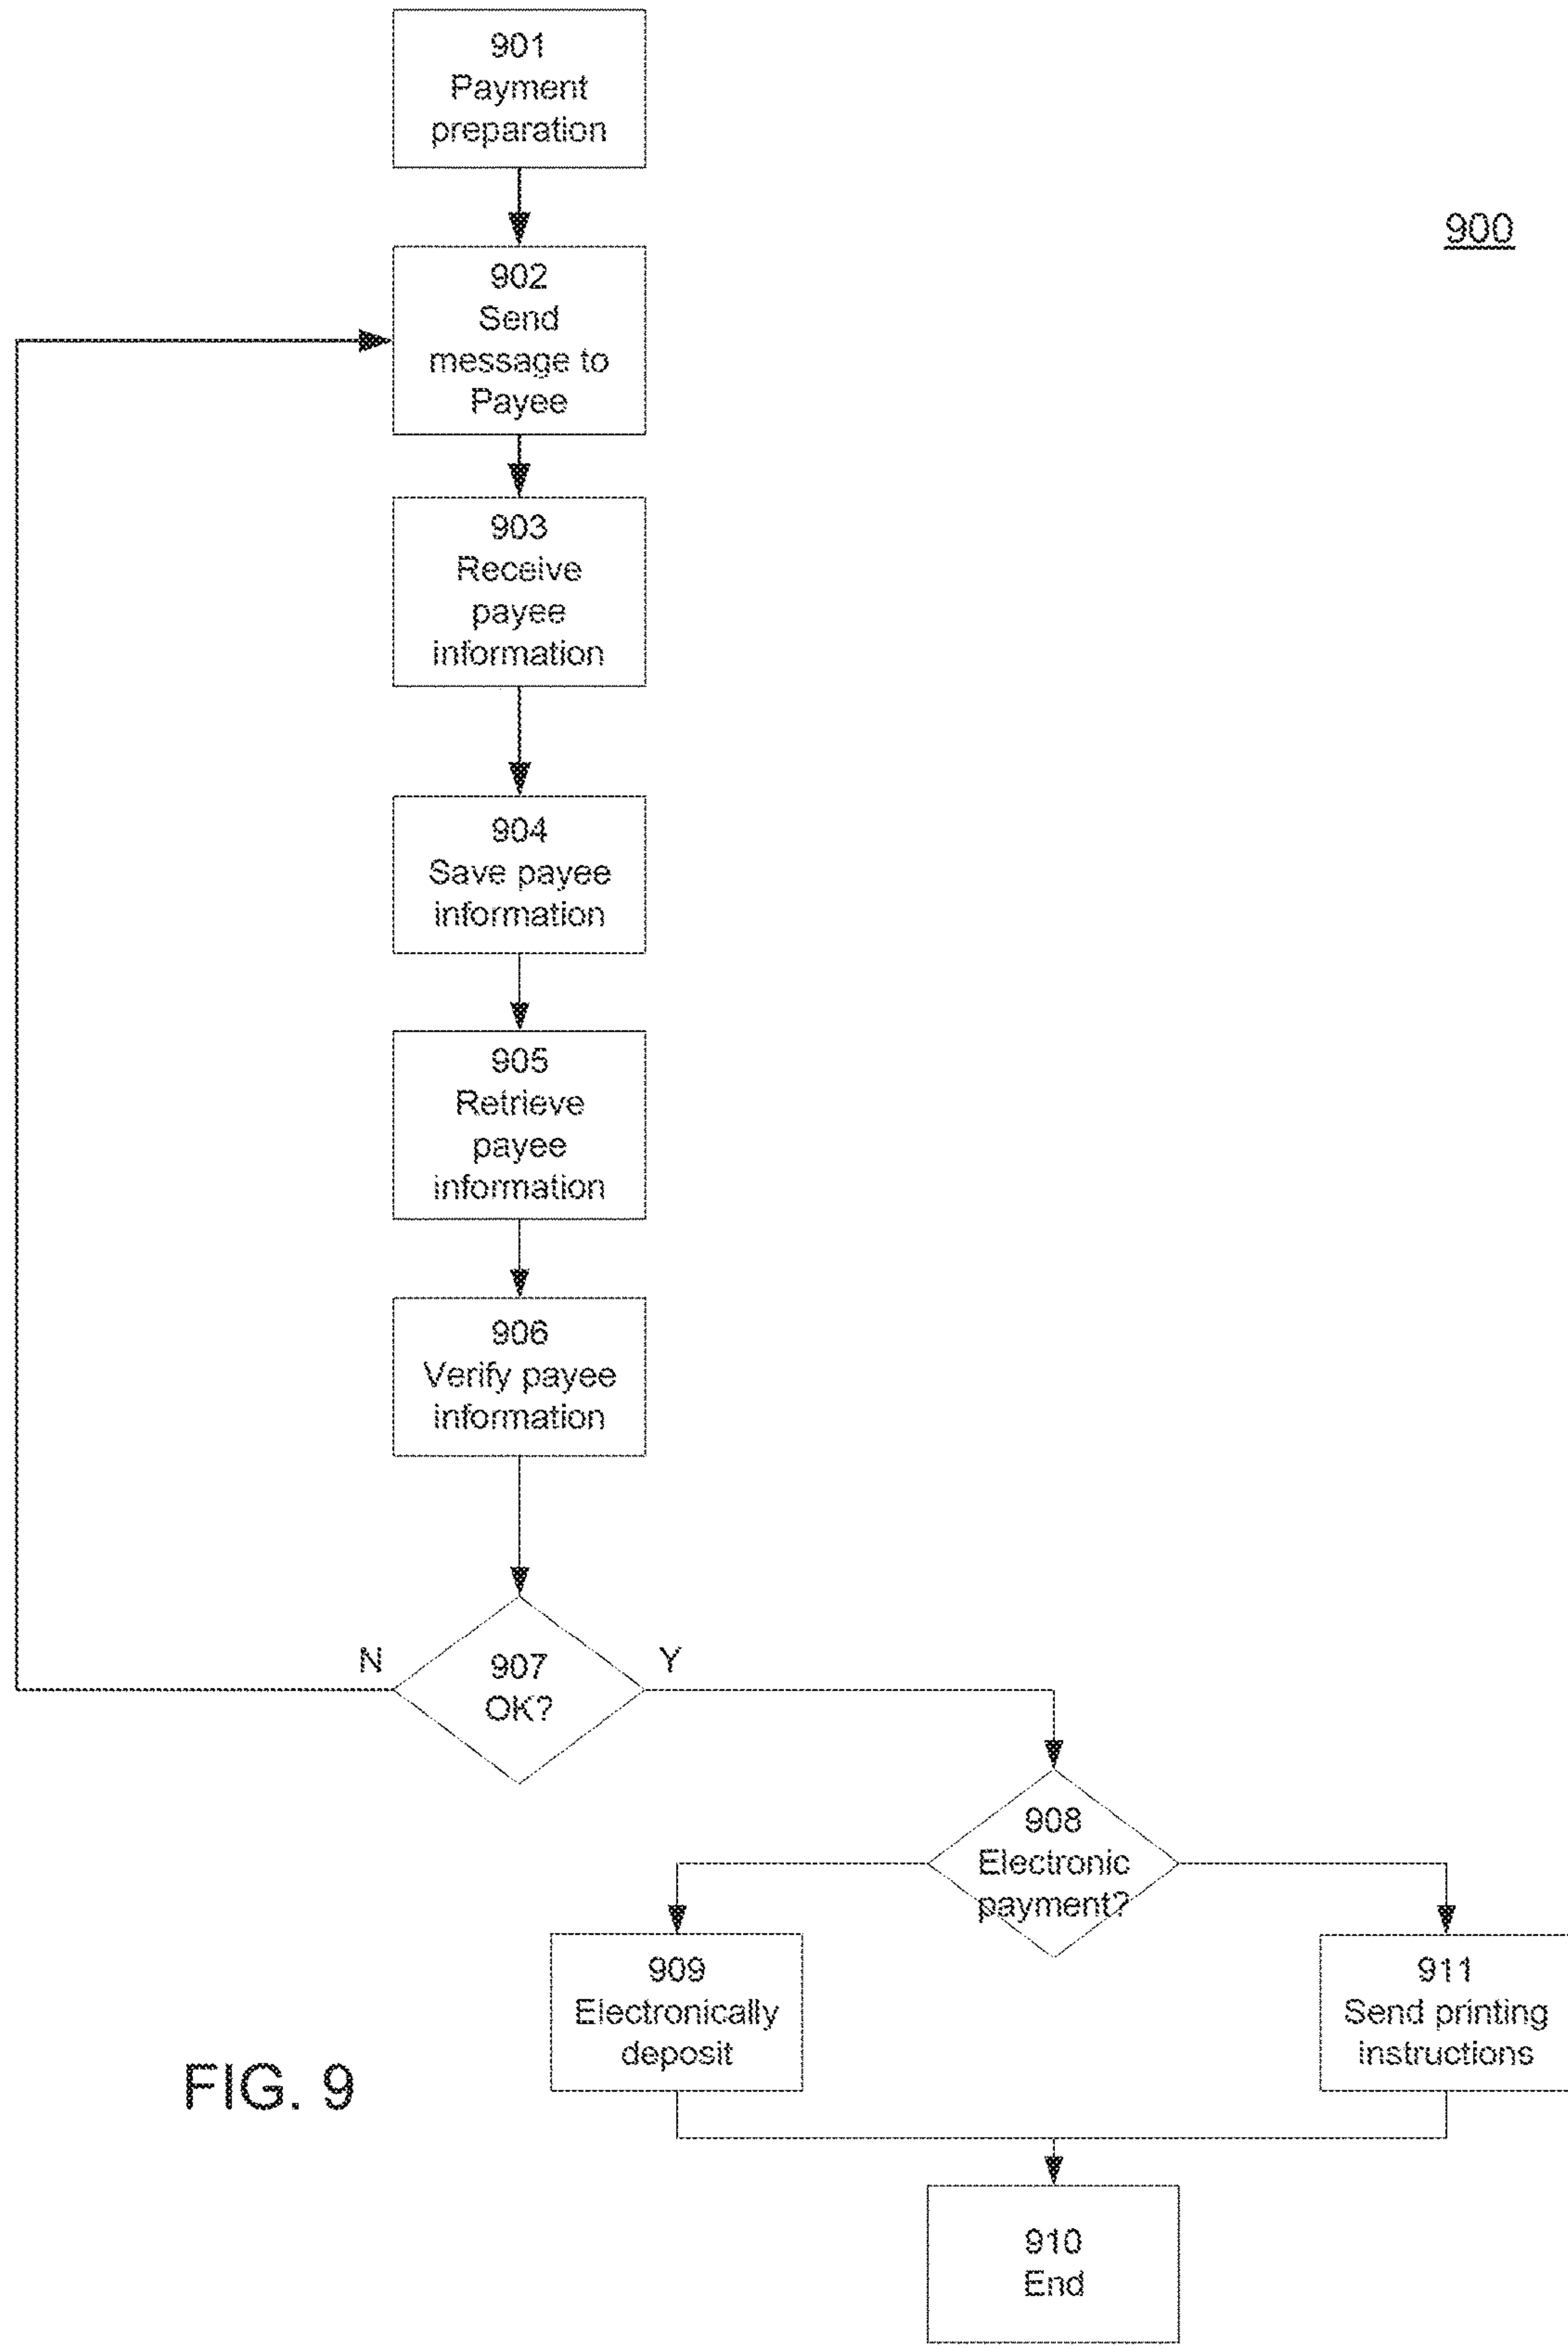 901
Payment
preparation
900
902
Send
message to
Payee
903
Receive
payee
information
904
Save payee
information
905
Retrieve
payee
information
906
Verify payee
information
N
907
OK?
Y
908
Electronic
payment?
909
Electronically
deposit
911
Send printing
instructions
FIG. 9
910
End